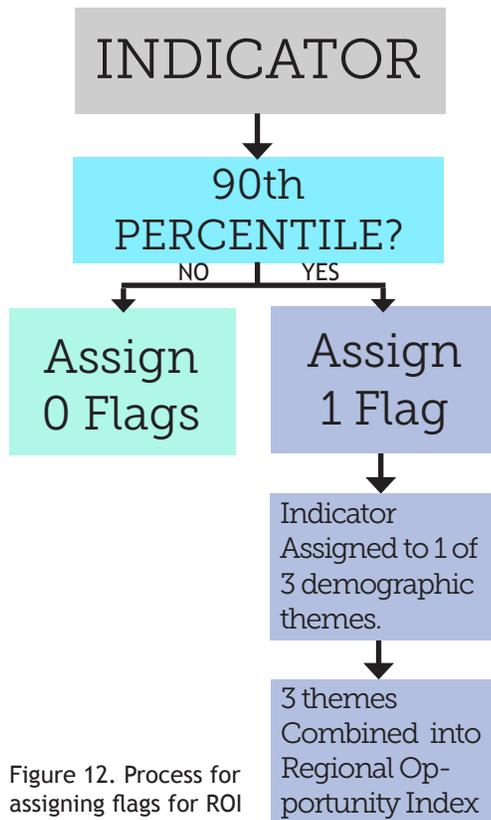 INDICATOR
90th
PERCENTILE?
NO YES
Assign
0 Flags
Assign
1 Flag
Indicator
Assigned to 1 of
3 demographic
themes.
3 themes
Combined into
Regional Op-
portunity Index
Figure 12. Process for
assigning flags for ROI